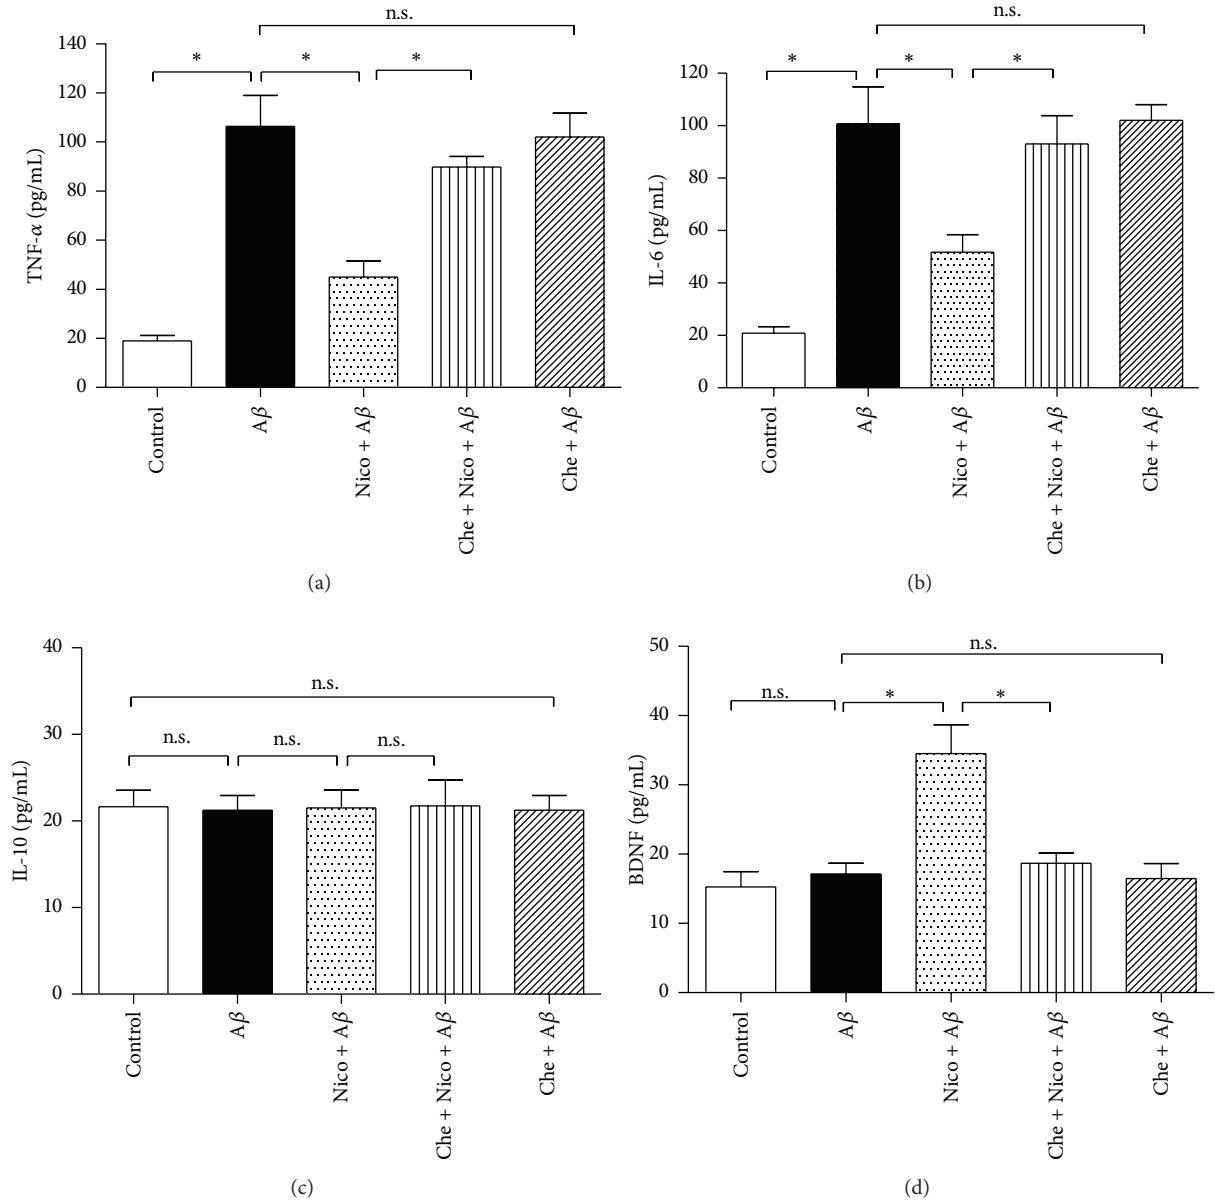 n.s.
* * *
TNF-α (pg/mL)
140
120
100
80
60
40
20
0
Control
Aβ
Nico + Aβ
Che + Nico + Aβ
Che + Aβ
(a)
n.s.
* * *
IL-6 (pg/mL)
120
100
80
60
40
20
0
Control
Aβ
Nico + Aβ
Che + Nico + Aβ
Che + Aβ
(b)
n.s.
n.s. n.s. n.s.
IL-10 (pg/mL)
40
30
20
10
0
Control
Aβ
Nico + Aβ
Che + Nico + Aβ
Che + Aβ
(c)
n.s.
n.s. * *
BDNF (pg/mL)
50
40
30
20
10
0
Control
Aβ
Nico + Aβ
Che + Nico + Aβ
Che + Aβ
(d)